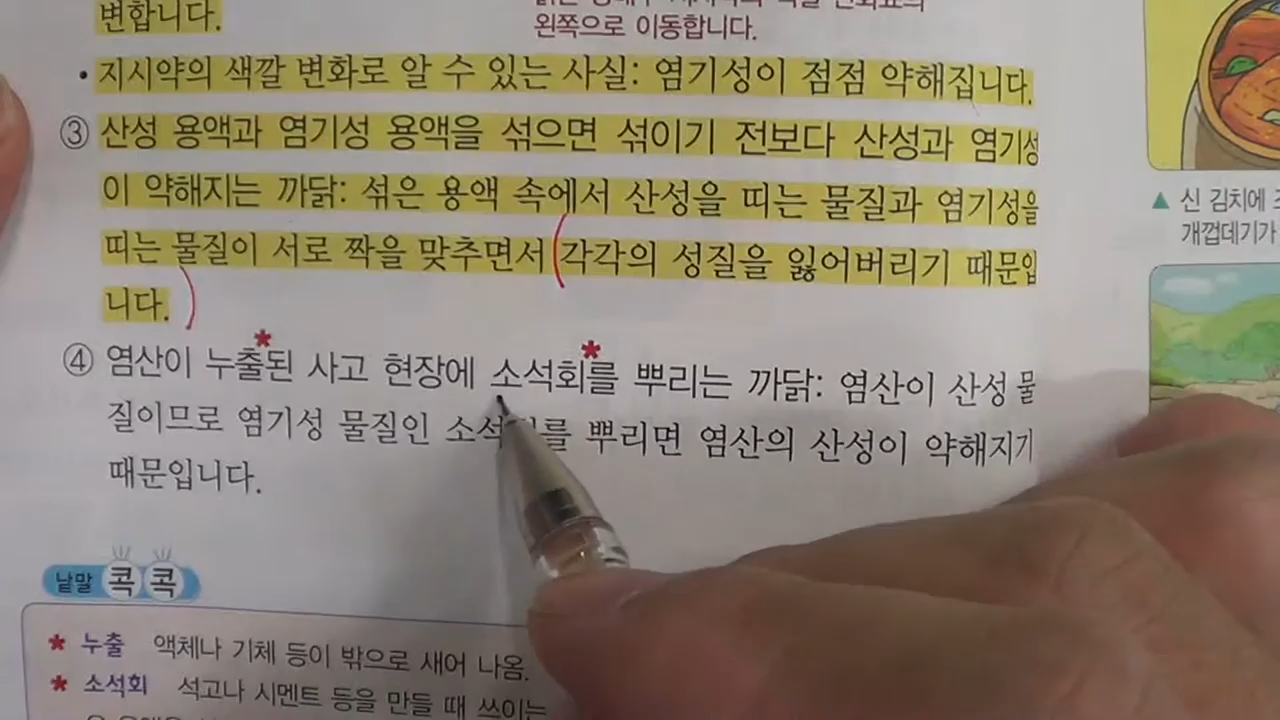 변합니다.
왼쪽으로 이동합니다.
• 지시약의 색깔 변화로 알 수 있는 사실: 염기성이 점점 약해집니다.
③ 산성 용액과 염기성 용액을 섞으면 섞이기 전보다 산성과 염기성
이 약해지는 까닭: 섞은 용액 속에서 산성을 띠는 물질과 염기성을
띠는 물질이 서로 짝을 맞추면서 각각의 성질을 잃어버리기 때문입
니다.
④ 염산이 누출된 사고 현장에 소석회를 뿌리는 까닭: 염산이 산성 물
질이므로 염기성 물질인 뿌리면 염산의 산성이 약해지기
때문입니다.
▲ 신 김치에
개껍데기가
낱말 콕콕
* 누출 액체나 기체 등이 밖으로 새어 나옴.
* 소석회 석고나 시멘트 등을 만들 때 쓰이는